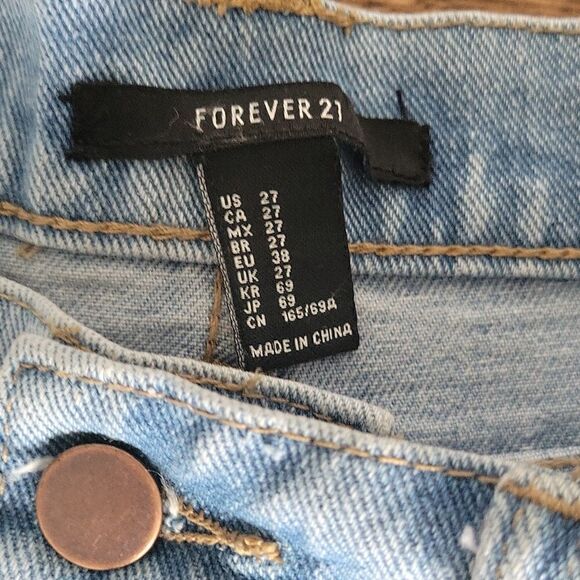 FOREVER 21
US 27
CA 27
MX 27
BR 27
EU 38
UK 27
KR 69
JP 69
CN 165/69A
MADE IN CHINA